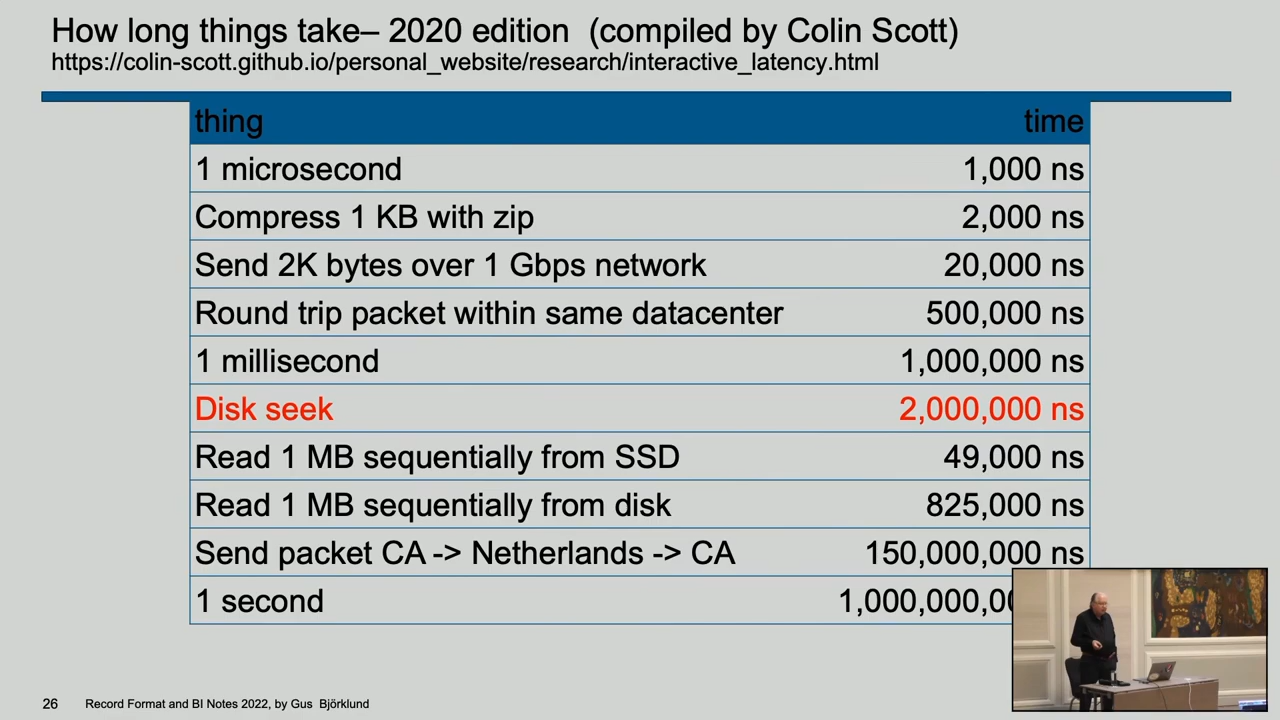 How long things take– 2020 edition  (compiled by Colin Scott)
https://colin-scott.github.io/personal_website/research/interactive_latency.html
thing time
1 microsecond 1,000 ns
Compress 1 KB with zip 2,000 ns
Send 2K bytes over 1 Gbps network 20,000 ns
Round trip packet within same datacenter 500,000 ns
1 millisecond 1,000,000 ns
Disk seek 2,000,000 ns
Read 1 MB sequentially from SSD 49,000 ns
Read 1 MB sequentially from disk 825,000 ns
Send packet CA -> Netherlands -> CA 150,000,000 ns
1 second
26 Record Format and BI Notes 2022, by Gus Björklund